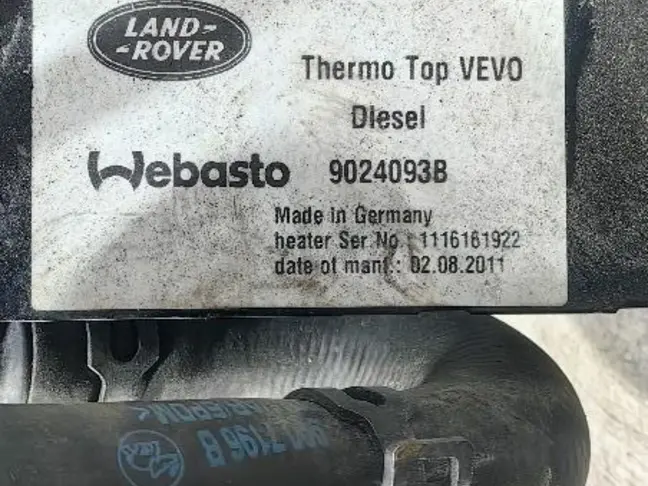 LAND-
-ROVER
Thermo Top VEVO
Diesel
Webasto 9024093B
Made in Germany
heater Ser.No.: 1116161922
date of manf.: 02.08.2011
7196 B